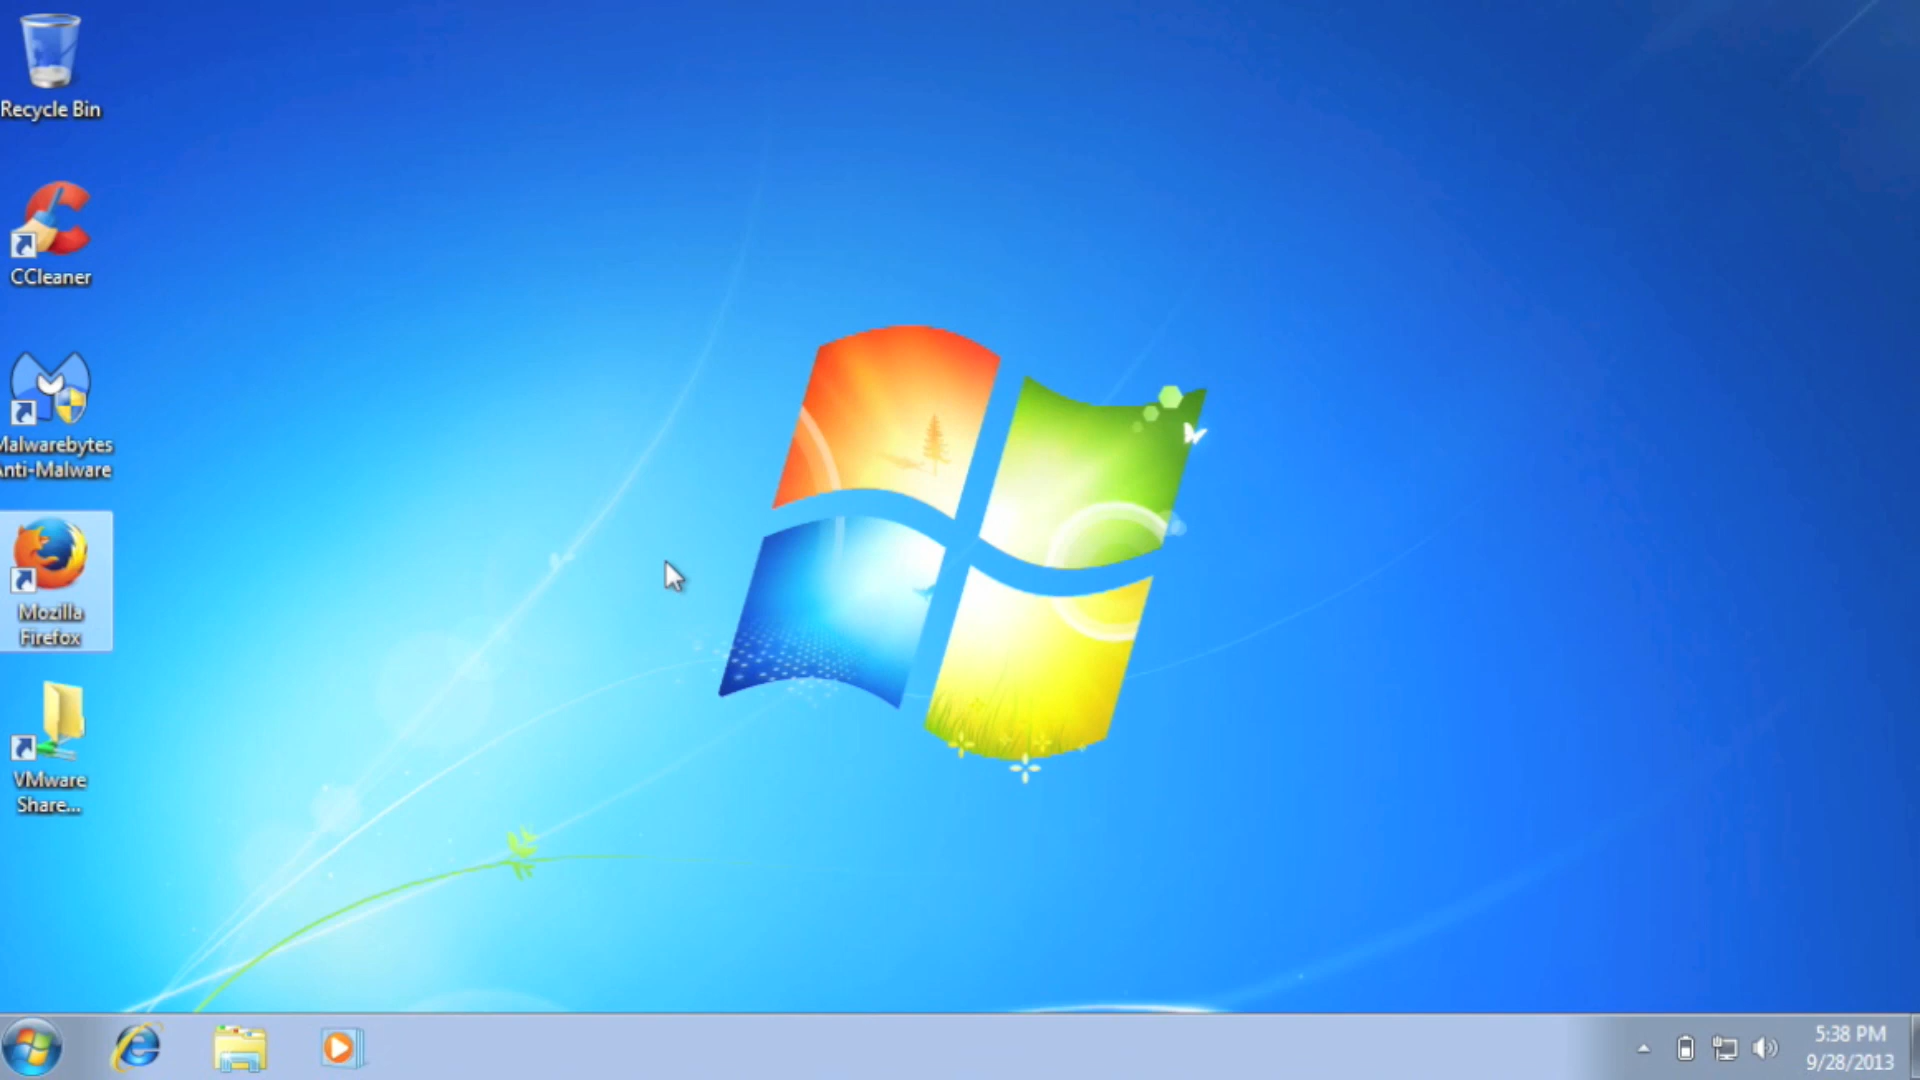 Recycle Bin
CCleaner
Malwarebytes
Anti-Malware
Mozilla
Firefox
VMware
Share...
5:38 PM
9/28/2013